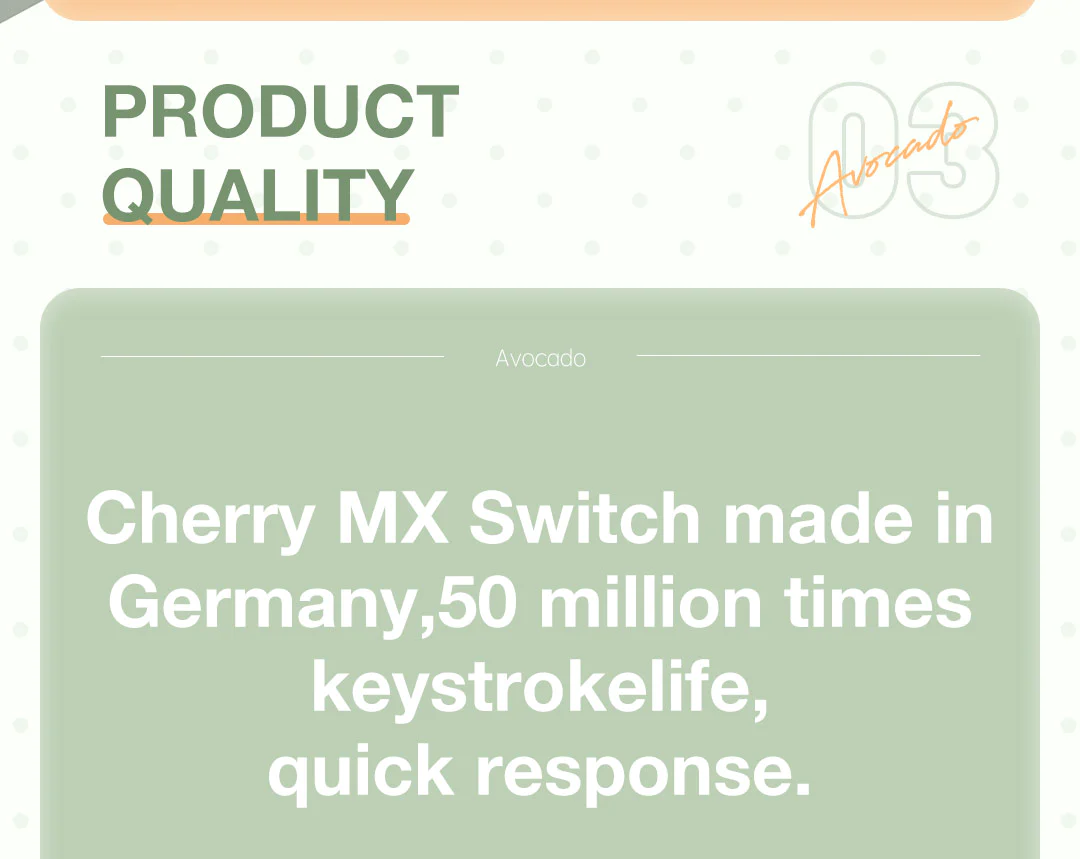 PRODUCT
QUALITY
03
Avocado
Avocado
Cherry MX Switch made in
Germany,50 million times
keystrokelife,
quick response.